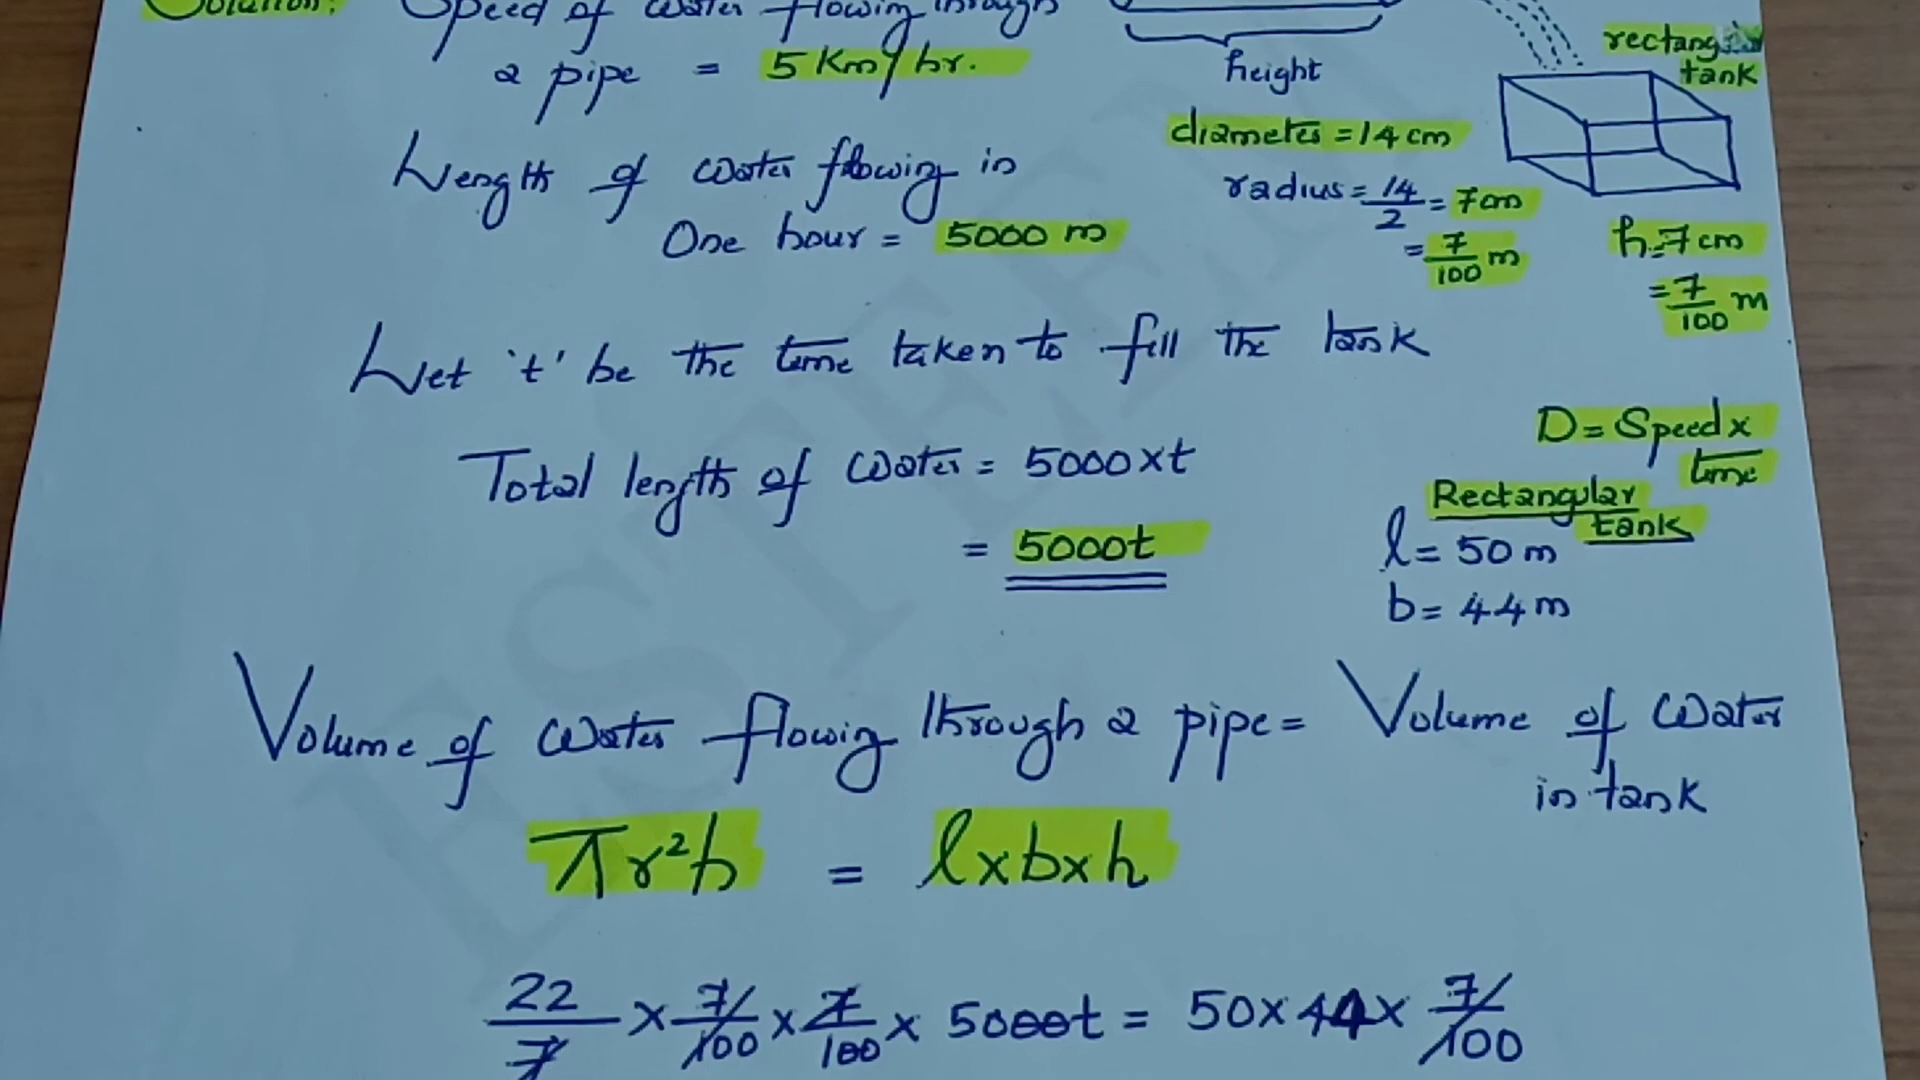 Solution: Speed of water flowing through
a pipe = 5 Km/hr.
height
rectangular
tank
diameter = 14 cm
Length of water flowing in
One hour = 5000 m
radius = 14/2 = 7cm
= 7/100 m
h = 7 cm
= 7/100 m
Let 't' be the time taken to fill the tank
D = Speed x
time
Total length of water = 5000 x t
= 5000t
Rectangular
tank
l = 50 m
b = 44 m
Volume of water flowing through a pipe = Volume of water
in tank
πr²h = l x b x h
22/7 x 7/100 x 7/100 x 5000t = 50 x 44 x 7/100
ESTEEM